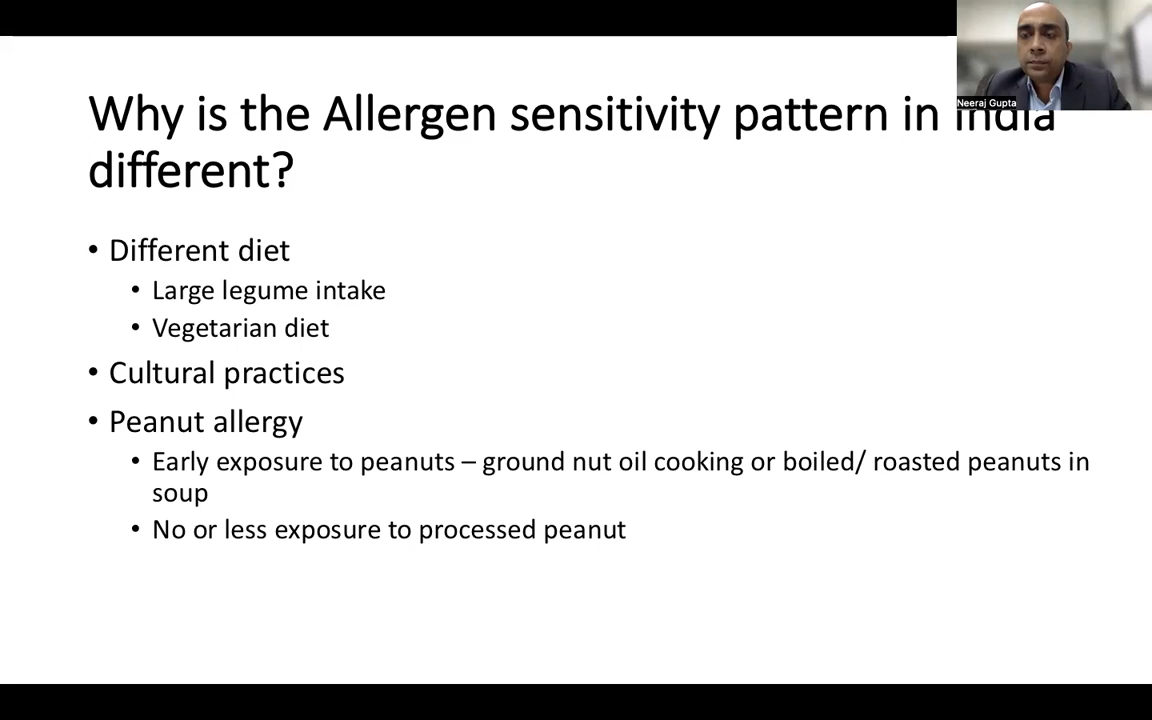 Neeraj Gupta
Why is the Allergen sensitivity pattern in India
different?
• Different diet
• Large legume intake
• Vegetarian diet
• Cultural practices
• Peanut allergy
• Early exposure to peanuts – ground nut oil cooking or boiled/ roasted peanuts in
soup
• No or less exposure to processed peanut